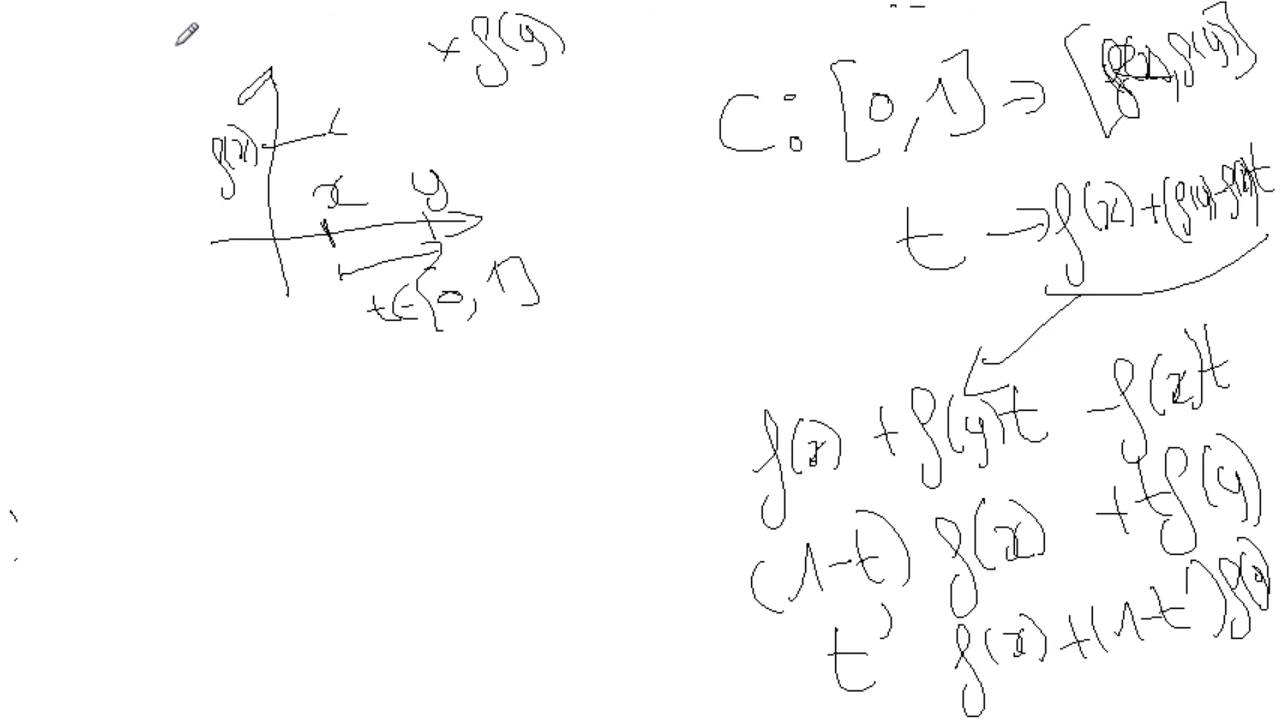 + f(y)
f(x)
x y
t ∈ [0, 1]
C: [0, 1] → [f(x), f(y)]
t → f(x) + (f(y) - f(x))t
f(x) + f(y)t - f(x)t
(1-t) f(x) + t f(y)
t' f(x) + (1-t') f(y)